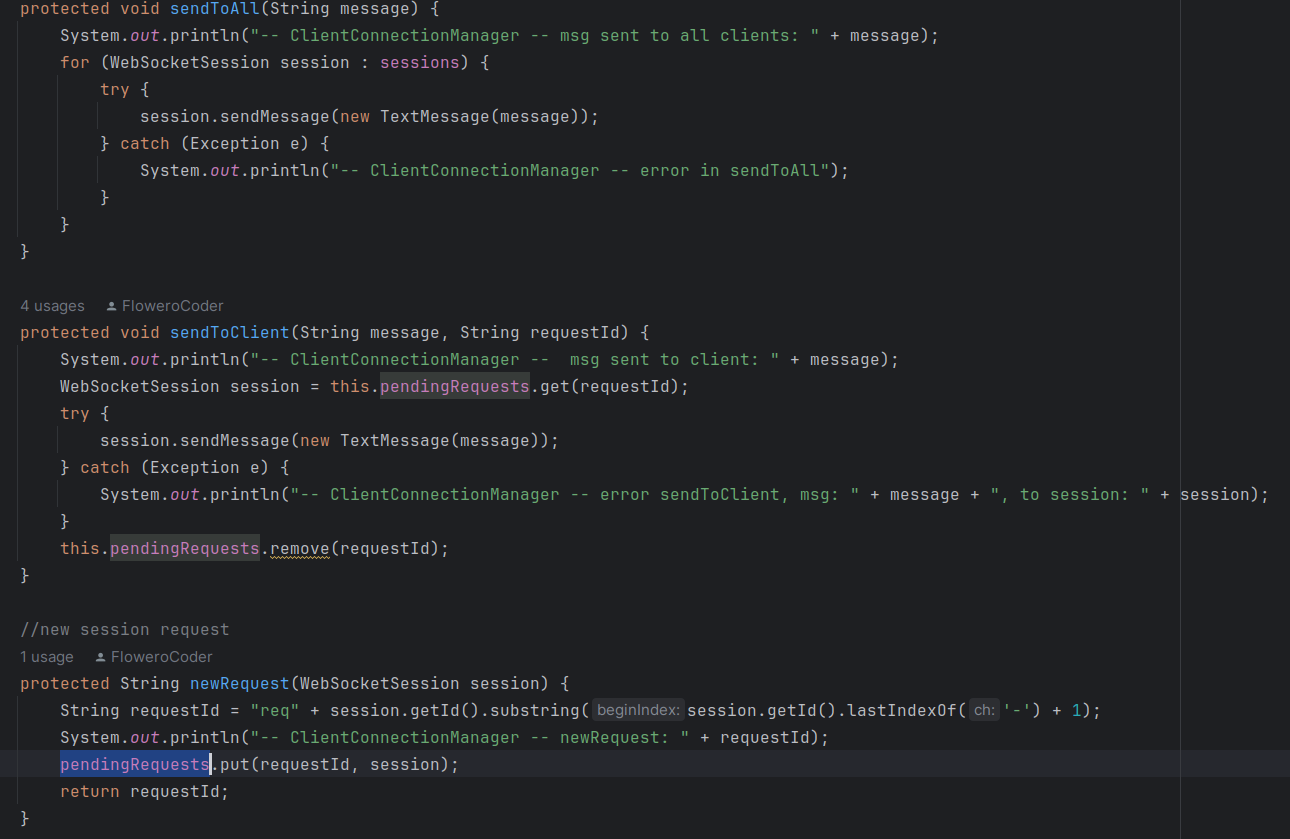 protected void sendToAll(String message) {
    System.out.println("-- ClientConnectionManager -- msg sent to all clients: " + message);
    for (WebSocketSession session : sessions) {
        try {
            session.sendMessage(new TextMessage(message));
        } catch (Exception e) {
            System.out.println("-- ClientConnectionManager -- error in sendToAll");
        }
    }
}
4 usages FloweroCoder
protected void sendToClient(String message, String requestId) {
    System.out.println("-- ClientConnectionManager --  msg sent to client: " + message);
    WebSocketSession session = this.pendingRequests.get(requestId);
    try {
        session.sendMessage(new TextMessage(message));
    } catch (Exception e) {
        System.out.println("-- ClientConnectionManager -- error sendToClient, msg: " + message + ", to session: " + session);
    }
    this.pendingRequests.remove(requestId);
}
//new session request
1 usage FloweroCoder
protected String newRequest(WebSocketSession session) {
    String requestId = "req" + session.getId().substring( beginIndex: session.getId().lastIndexOf( ch: '-') + 1);
    System.out.println("-- ClientConnectionManager -- newRequest: " + requestId);
    pendingRequests.put(requestId, session);
    return requestId;
}